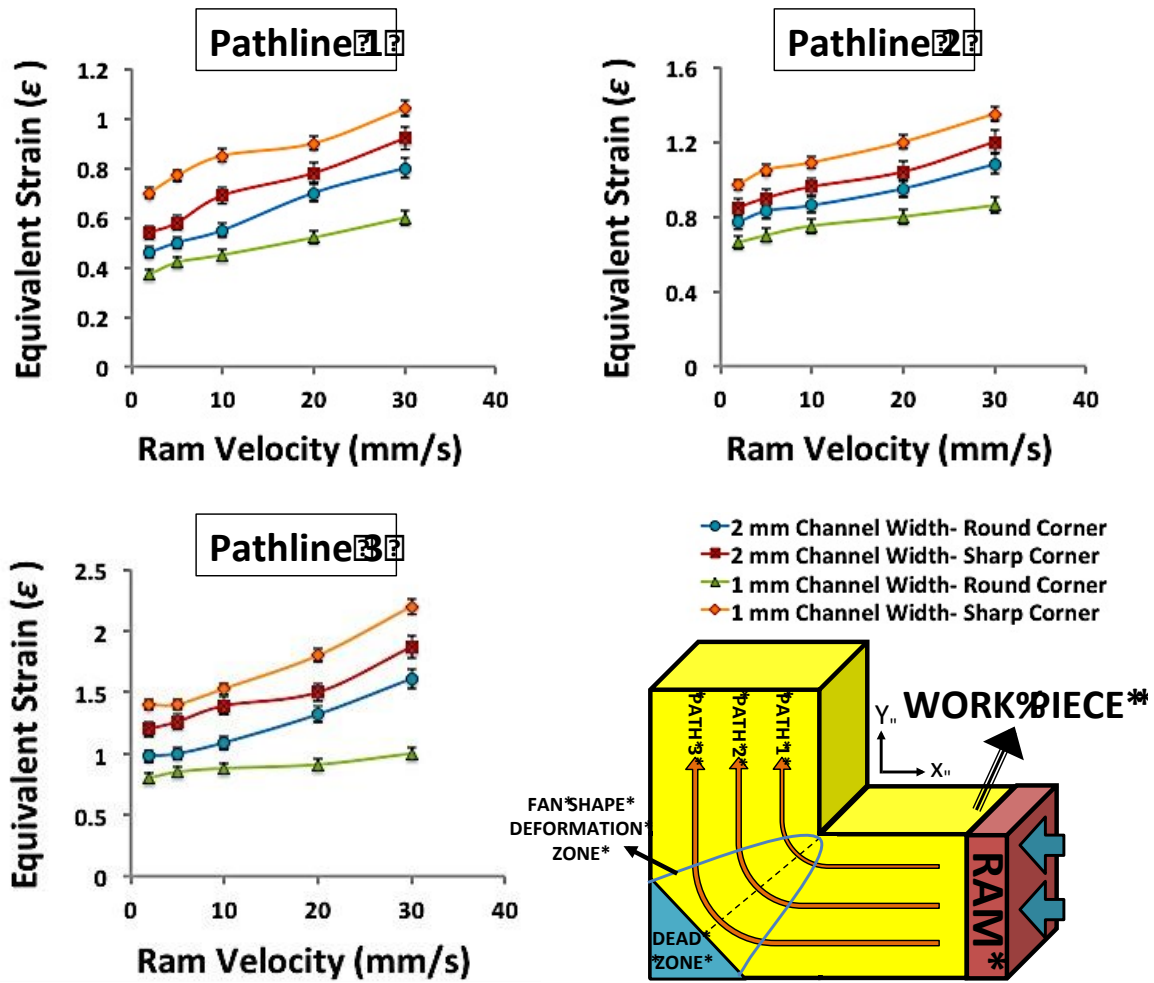 Pathline 1
1.2
1
0.8
0.6
0.4
0.2
0
0 10 20 30 40
Equivalent Strain (ε)
Ram Velocity (mm/s)
Pathline 2
1.6
1.2
0.8
0.4
0
0 10 20 30 40
Equivalent Strain (ε)
Ram Velocity (mm/s)
Pathline 3
2.5
2
1.5
1
0.5
0
0 10 20 30 40
Equivalent Strain (ε)
Ram Velocity (mm/s)
2 mm Channel Width- Round Corner
2 mm Channel Width- Sharp Corner
1 mm Channel Width- Round Corner
1 mm Channel Width- Sharp Corner
*PATH*3*
*PATH*2*
*PATH*1*
Y"
X"
WORK%PIECE**
FAN*SHAPE*
DEFORMATION*
ZONE*
DEAD*
*ZONE*
RAM*